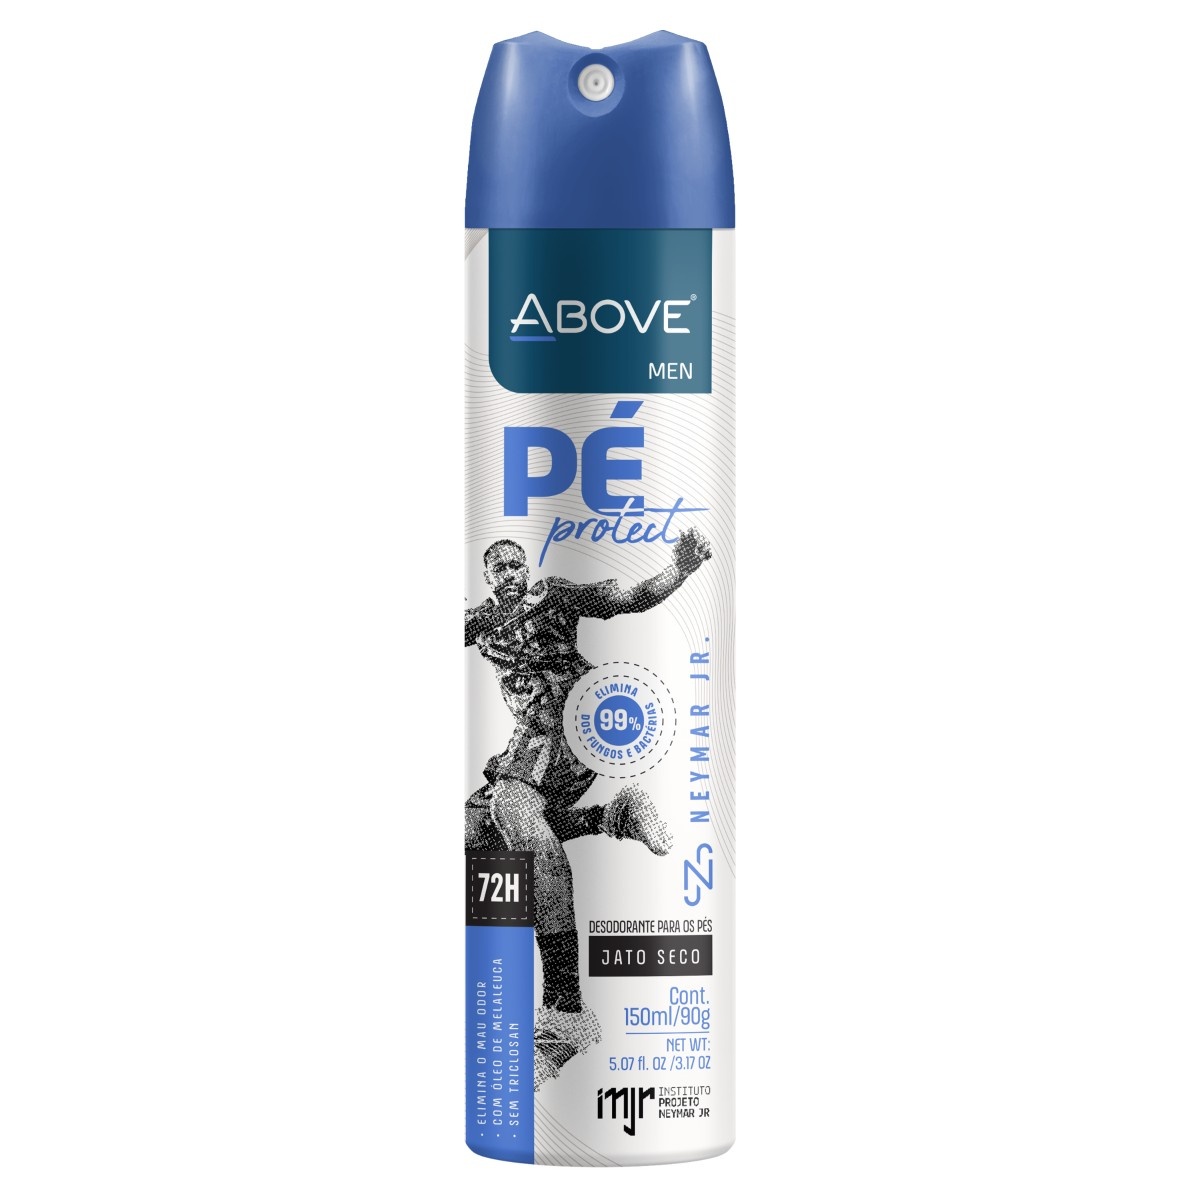 ABOVE®
MEN
PÉ
protect
NEYMAR JR.
ELIMINA
99%
DOS FUNGOS E BACTÉRIAS
72H
• ELIMINA O MAU ODOR
• COM ÓLEO DE MELALEUCA
• SEM TRICLOSAN
DESODORANTE PARA OS PÉS
JATO SECO
Cont.
150ml/90g
NET WT:
5.07 fl. OZ /3.17 OZ
imjr
INSTITUTO
PROJETO
NEYMAR JR